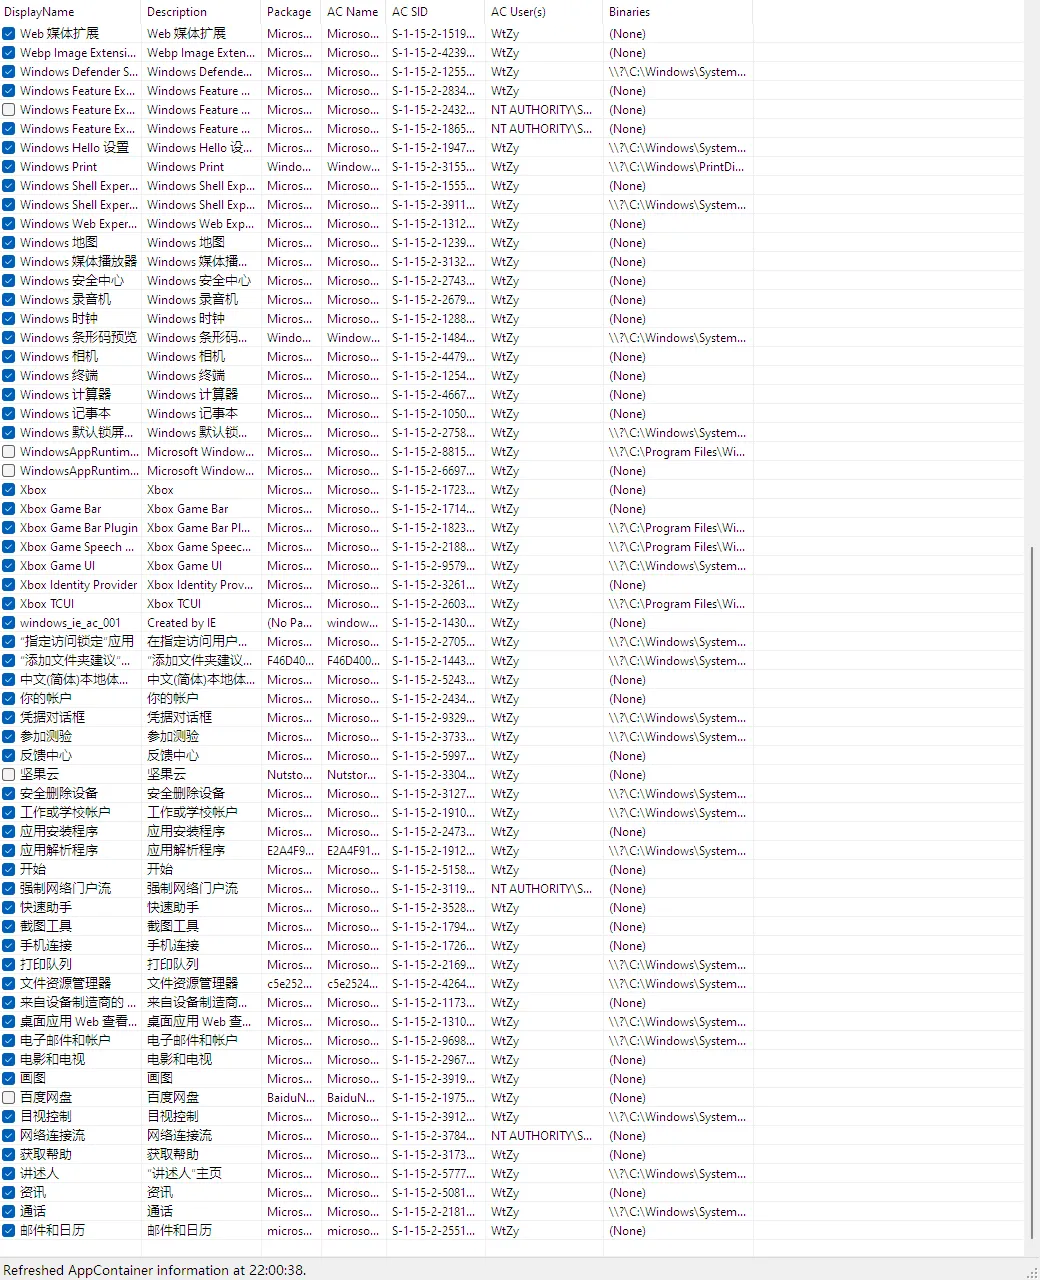 DisplayName Description Package AC Name AC SID AC User(s) Binaries
Web 媒体扩展 Web 媒体扩展 Micros... Microso... S-1-15-2-1519... WtZy (None)
Webp Image Extensi... Webp Image Exten... Micros... Microso... S-1-15-2-4239... WtZy (None)
Windows Defender S... Windows Defende... Micros... Microso... S-1-15-2-1255... WtZy \\?\C:\Windows\System...
Windows Feature Ex... Windows Feature ... Micros... Microso... S-1-15-2-2834... WtZy (None)
Windows Feature Ex... Windows Feature ... Micros... Microso... S-1-15-2-2432... NT AUTHORITY\S... (None)
Windows Feature Ex... Windows Feature ... Micros... Microso... S-1-15-2-1865... NT AUTHORITY\S... (None)
Windows Hello 设置 Windows Hello 设... Micros... Microso... S-1-15-2-1947... WtZy \\?\C:\Windows\System...
Windows Print Windows Print Windo... Window... S-1-15-2-3155... WtZy \\?\C:\Windows\PrintDi...
Windows Shell Exper... Windows Shell Exp... Micros... Microso... S-1-15-2-1555... WtZy (None)
Windows Shell Exper... Windows Shell Exp... Micros... Microso... S-1-15-2-3911... WtZy \\?\C:\Windows\System...
Windows Web Exper... Windows Web Exp... Micros... Microso... S-1-15-2-1312... WtZy (None)
Windows 地图 Windows 地图 Micros... Microso... S-1-15-2-1239... WtZy (None)
Windows 媒体播放器 Windows 媒体播... Micros... Microso... S-1-15-2-3132... WtZy (None)
Windows 安全中心 Windows 安全中心 Micros... Microso... S-1-15-2-2743... WtZy (None)
Windows 录音机 Windows 录音机 Micros... Microso... S-1-15-2-2679... WtZy (None)
Windows 时钟 Windows 时钟 Micros... Microso... S-1-15-2-1288... WtZy (None)
Windows 条形码预览 Windows 条形码... Windo... Window... S-1-15-2-1484... WtZy \\?\C:\Windows\System...
Windows 相机 Windows 相机 Micros... Microso... S-1-15-2-4479... WtZy (None)
Windows 终端 Windows 终端 Micros... Microso... S-1-15-2-1254... WtZy (None)
Windows 计算器 Windows 计算器 Micros... Microso... S-1-15-2-4667... WtZy (None)
Windows 记事本 Windows 记事本 Micros... Microso... S-1-15-2-1050... WtZy (None)
Windows 默认锁屏... Windows 默认锁... Micros... Microso... S-1-15-2-2758... WtZy \\?\C:\Windows\System...
WindowsAppRuntim... Microsoft Window... Micros... Microso... S-1-15-2-8815... WtZy \\?\C:\Program Files\Wi...
WindowsAppRuntim... Microsoft Window... Micros... Microso... S-1-15-2-6697... WtZy (None)
Xbox Xbox Micros... Microso... S-1-15-2-1723... WtZy (None)
Xbox Game Bar Xbox Game Bar Micros... Microso... S-1-15-2-1714... WtZy (None)
Xbox Game Bar Plugin Xbox Game Bar Pl... Micros... Microso... S-1-15-2-1823... WtZy \\?\C:\Program Files\Wi...
Xbox Game Speech ... Xbox Game Speec... Micros... Microso... S-1-15-2-2188... WtZy \\?\C:\Program Files\Wi...
Xbox Game UI Xbox Game UI Micros... Microso... S-1-15-2-9579... WtZy \\?\C:\Windows\System...
Xbox Identity Provider Xbox Identity Prov... Micros... Microso... S-1-15-2-3261... WtZy (None)
Xbox TCUI Xbox TCUI Micros... Microso... S-1-15-2-2603... WtZy \\?\C:\Program Files\Wi...
windows_ie_ac_001 Created by IE (No Pa... window... S-1-15-2-1430... WtZy (None)
"指定访问锁定"应用 在指定访问用户... Micros... Microso... S-1-15-2-2705... WtZy \\?\C:\Windows\System...
"添加文件夹建议"... "添加文件夹建议... F46D40... F46D400... S-1-15-2-1443... WtZy \\?\C:\Windows\System...
中文(简体)本地体... 中文(简体)本地体... Micros... Microso... S-1-15-2-5243... WtZy (None)
你的帐户 你的帐户 Micros... Microso... S-1-15-2-2434... WtZy (None)
凭据对话框 凭据对话框 Micros... Microso... S-1-15-2-9329... WtZy \\?\C:\Windows\System...
参加测验 参加测验 Micros... Microso... S-1-15-2-3733... WtZy \\?\C:\Windows\System...
反馈中心 反馈中心 Micros... Microso... S-1-15-2-5997... WtZy (None)
坚果云 坚果云 Nutsto... Nutstor... S-1-15-2-3304... WtZy (None)
安全删除设备 安全删除设备 Micros... Microso... S-1-15-2-3127... WtZy \\?\C:\Windows\System...
工作或学校帐户 工作或学校帐户 Micros... Microso... S-1-15-2-1910... WtZy \\?\C:\Windows\System...
应用安装程序 应用安装程序 Micros... Microso... S-1-15-2-2473... WtZy (None)
应用解析程序 应用解析程序 E2A4F9... E2A4F91... S-1-15-2-1912... WtZy \\?\C:\Windows\System...
开始 开始 Micros... Microso... S-1-15-2-5158... WtZy (None)
强制网络门户流 强制网络门户流 Micros... Microso... S-1-15-2-3119... NT AUTHORITY\S... (None)
快速助手 快速助手 Micros... Microso... S-1-15-2-3528... WtZy (None)
截图工具 截图工具 Micros... Microso... S-1-15-2-1794... WtZy (None)
手机连接 手机连接 Micros... Microso... S-1-15-2-1726... WtZy (None)
打印队列 打印队列 Micros... Microso... S-1-15-2-2169... WtZy \\?\C:\Windows\System...
文件资源管理器 文件资源管理器 c5e252... c5e2524... S-1-15-2-4264... WtZy \\?\C:\Windows\System...
来自设备制造商的 ... 来自设备制造商... Micros... Microso... S-1-15-2-1173... WtZy (None)
桌面应用 Web 查看... 桌面应用 Web 查... Micros... Microso... S-1-15-2-1310... WtZy \\?\C:\Windows\System...
电子邮件和帐户 电子邮件和帐户 Micros... Microso... S-1-15-2-9698... WtZy \\?\C:\Windows\System...
电影和电视 电影和电视 Micros... Microso... S-1-15-2-2967... WtZy (None)
画图 画图 Micros... Microso... S-1-15-2-3919... WtZy (None)
百度网盘 百度网盘 BaiduN... BaiduN... S-1-15-2-1975... WtZy (None)
目视控制 目视控制 Micros... Microso... S-1-15-2-3912... WtZy \\?\C:\Windows\System...
网络连接流 网络连接流 Micros... Microso... S-1-15-2-3784... NT AUTHORITY\S... (None)
获取帮助 获取帮助 Micros... Microso... S-1-15-2-3173... WtZy (None)
讲述人 "讲述人"主页 Micros... Microso... S-1-15-2-5777... WtZy \\?\C:\Windows\System...
资讯 资讯 Micros... Microso... S-1-15-2-5081... WtZy (None)
通话 通话 Micros... Microso... S-1-15-2-2181... WtZy \\?\C:\Windows\System...
邮件和日历 邮件和日历 micros... microso... S-1-15-2-2551... WtZy (None)
Refreshed AppContainer information at 22:00:38.